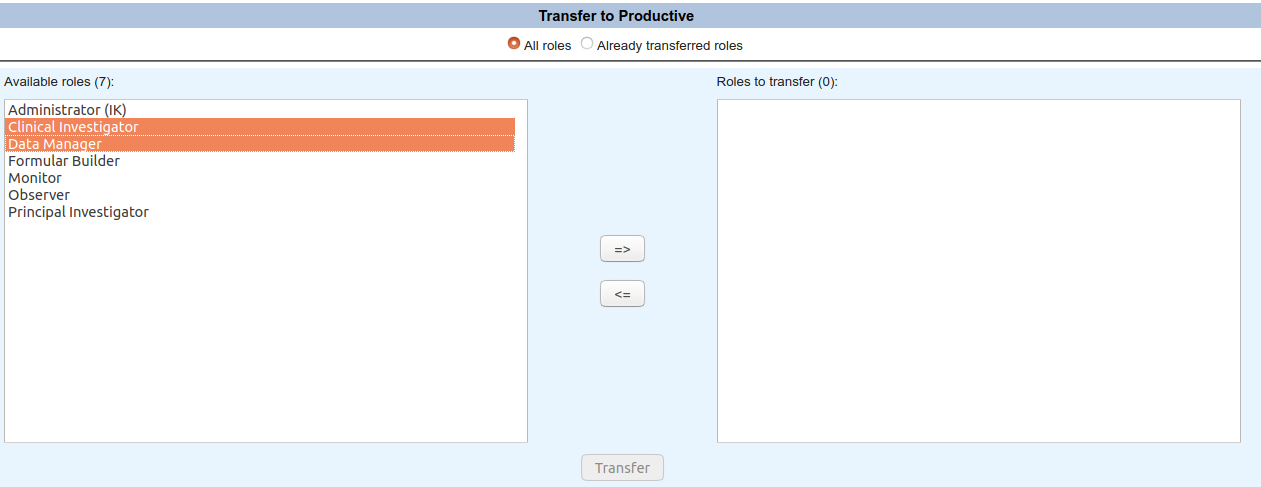 Transfer to Productive
All roles Already transferred roles
Available roles (7):
Administrator (IK)
Clinical Investigator
Data Manager
Formular Builder
Monitor
Observer
Principal Investigator
Roles to transfer (0):
=>
<=
Transfer